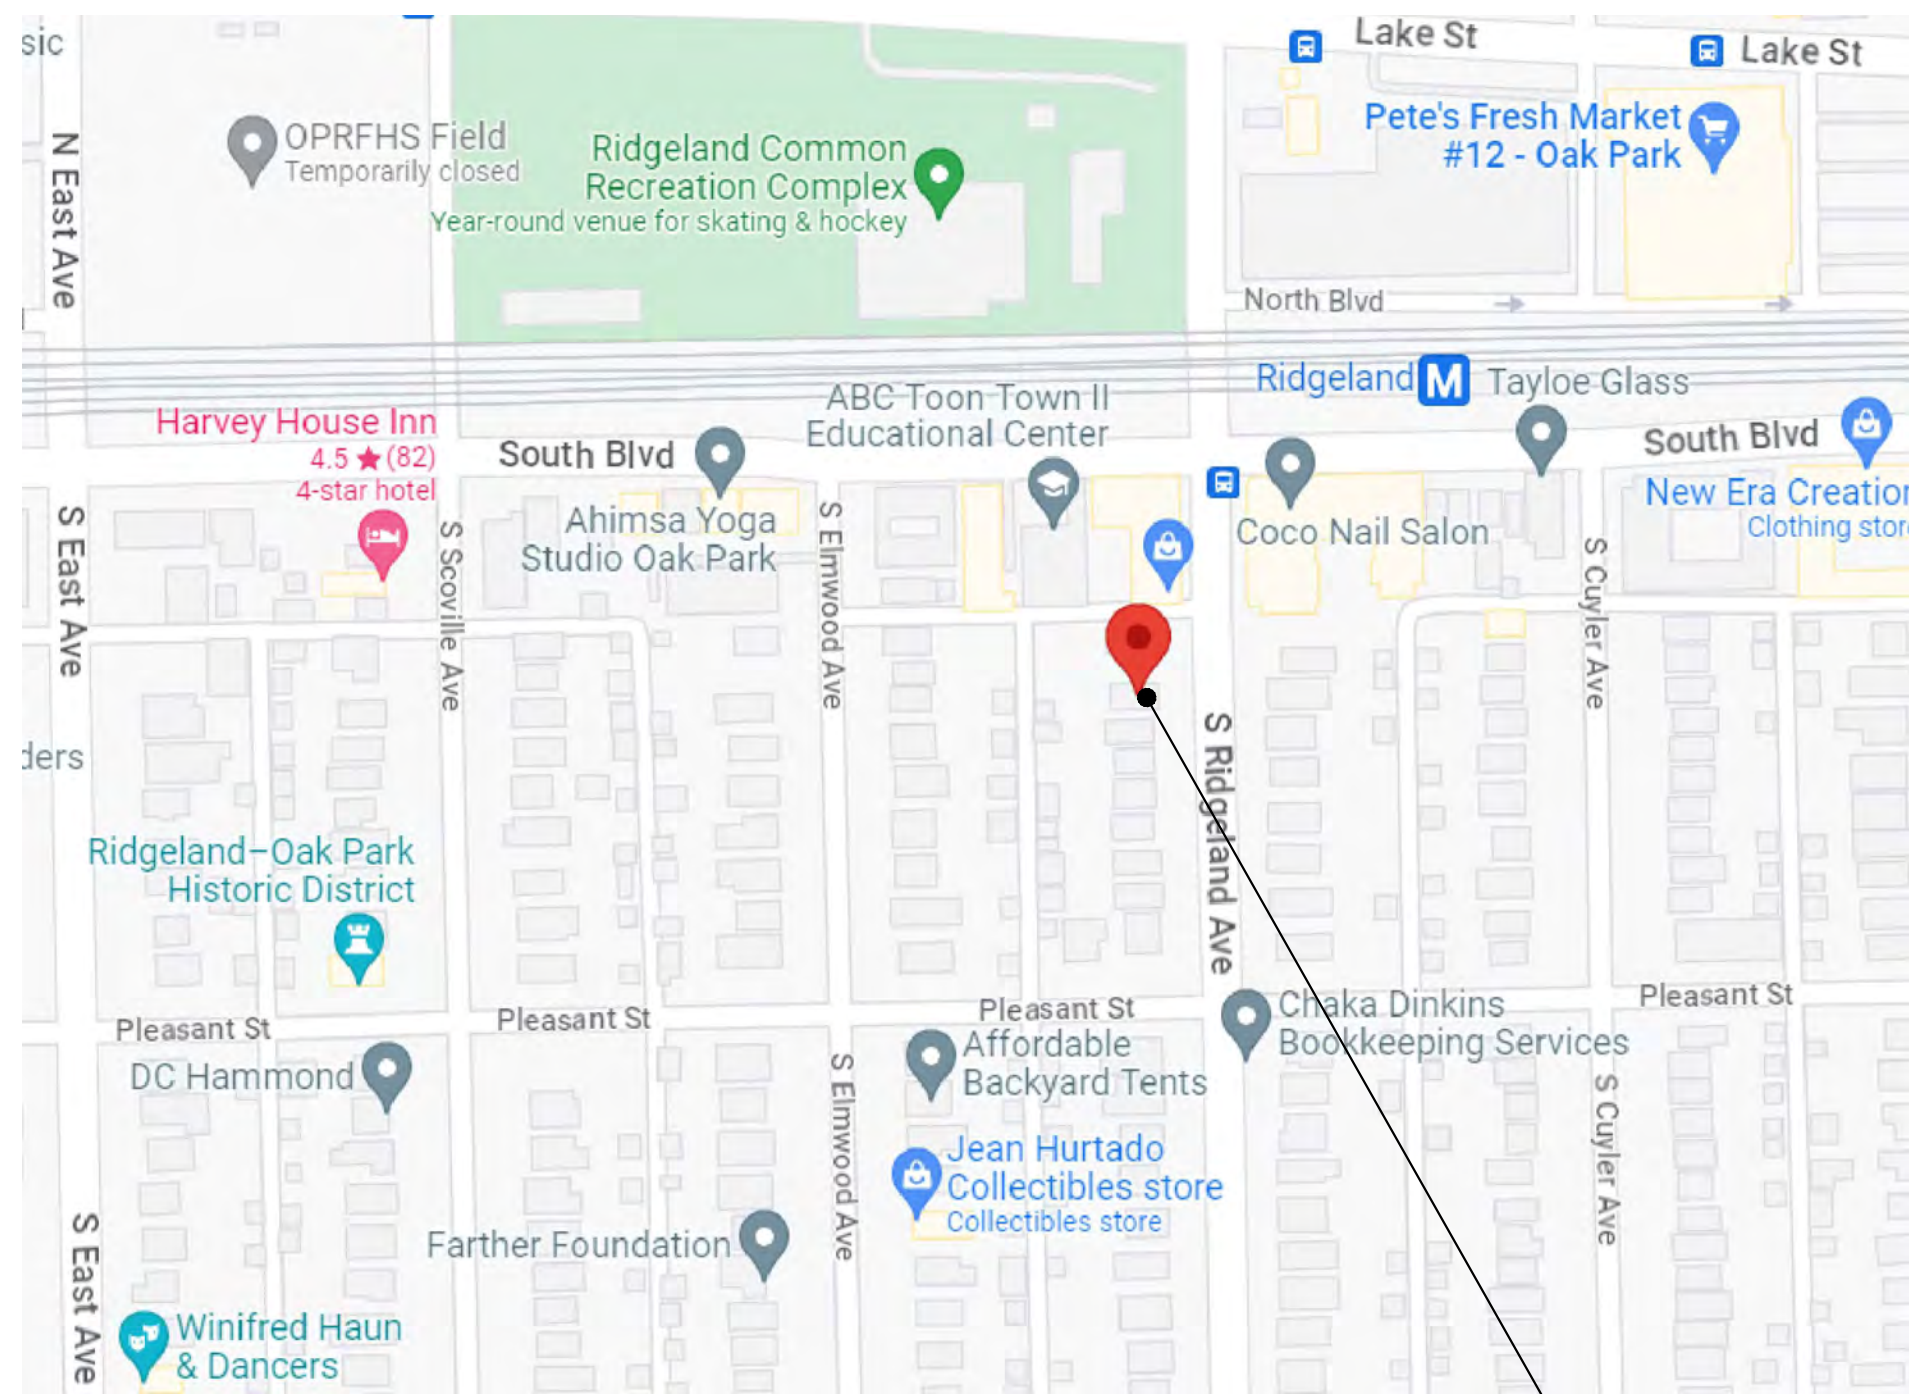 sic
Lake St
Lake St
N East Ave
OPRFHS Field
Temporarily closed
Ridgeland Common
Recreation Complex
Year-round venue for skating & hockey
Pete's Fresh Market
#12 - Oak Park
North Blvd
Ridgeland
M
Tayloe Glass
Harvey House Inn
4.5 ★ (82)
4-star hotel
South Blvd
ABC Toon Town II
Educational Center
South Blvd
New Era Creation
Clothing store
Ahimsa Yoga
Studio Oak Park
Coco Nail Salon
S East Ave
S Scoville Ave
S Elmwood Ave
S Cuyler Ave
S Ridgeland Ave
ders
Ridgeland–Oak Park
Historic District
Pleasant St
Pleasant St
Pleasant St
Pleasant St
DC Hammond
Affordable
Backyard Tents
Chaka Dinkins
Bookkeeping Services
S Elmwood Ave
S Cuyler Ave
Jean Hurtado
Collectibles store
Collectibles store
Farther Foundation
S East Ave
Winifred Haun
& Dancers